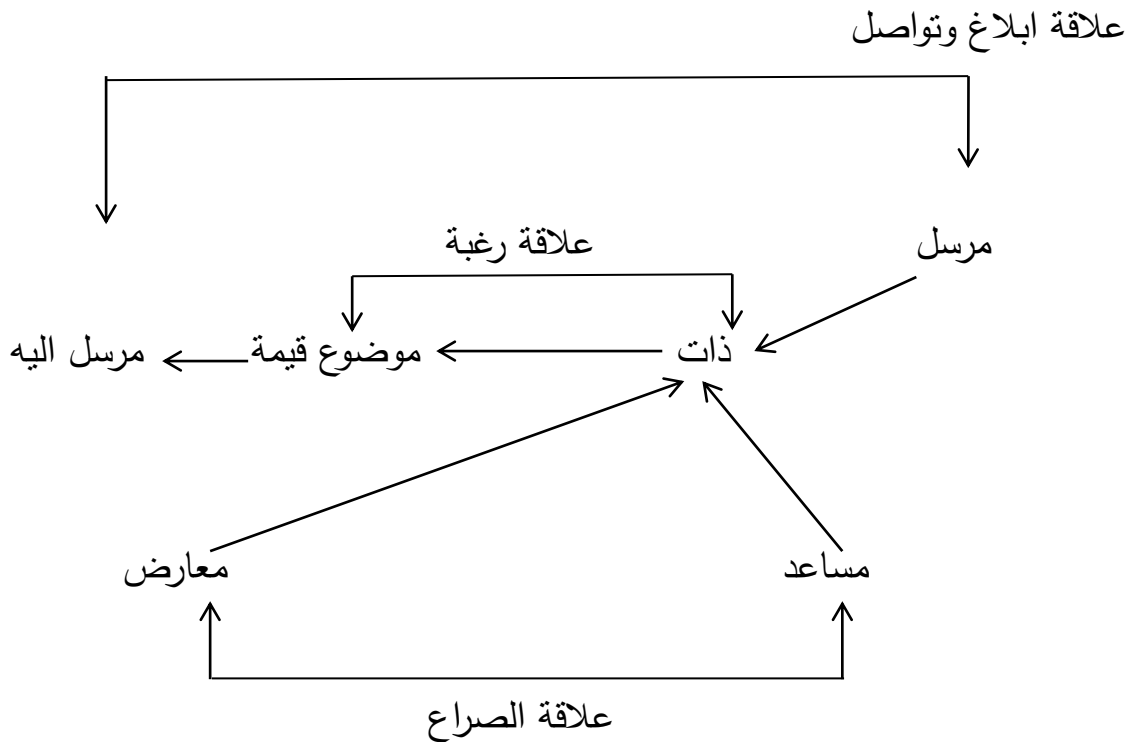 علاقة ابلاغ وتواصل
مرسل
علاقة رغبة
ذات
موضوع قيمة
مرسل اليه
مساعد
معارض
علاقة الصراع